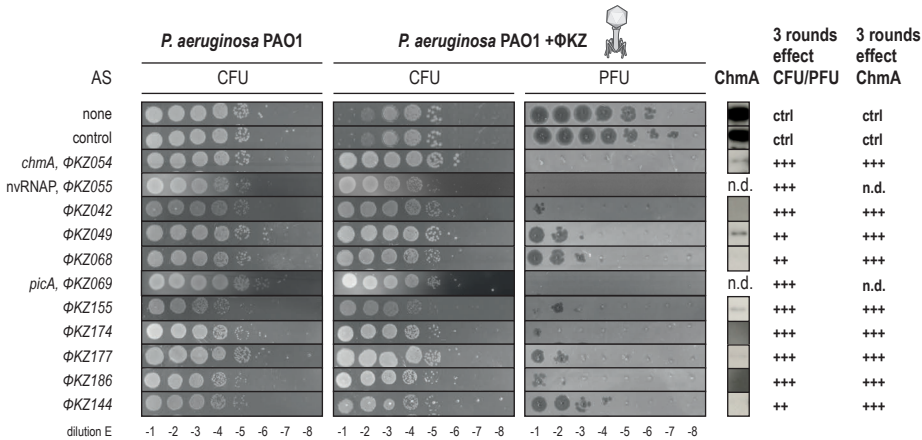 P. aeruginosa PAO1 P. aeruginosa PAO1 +ΦKZ 3 rounds 3 rounds
effect effect
AS CFU CFU PFU ChmA CFU/PFU ChmA
none ctrl ctrl
control ctrl ctrl
chmA, ΦKZ054 +++ +++
nvRNAP, ΦKZ055 n.d. +++ n.d.
ΦKZ042 +++ +++
ΦKZ049 ++ +++
ΦKZ068 ++ +++
picA, ΦKZ069 n.d. +++ n.d.
ΦKZ155 +++ +++
ΦKZ174 +++ +++
ΦKZ177 +++ +++
ΦKZ186 +++ +++
ΦKZ144 ++ +++
dilution E -1 -2 -3 -4 -5 -6 -7 -8 -1 -2 -3 -4 -5 -6 -7 -8 -1 -2 -3 -4 -5 -6 -7 -8